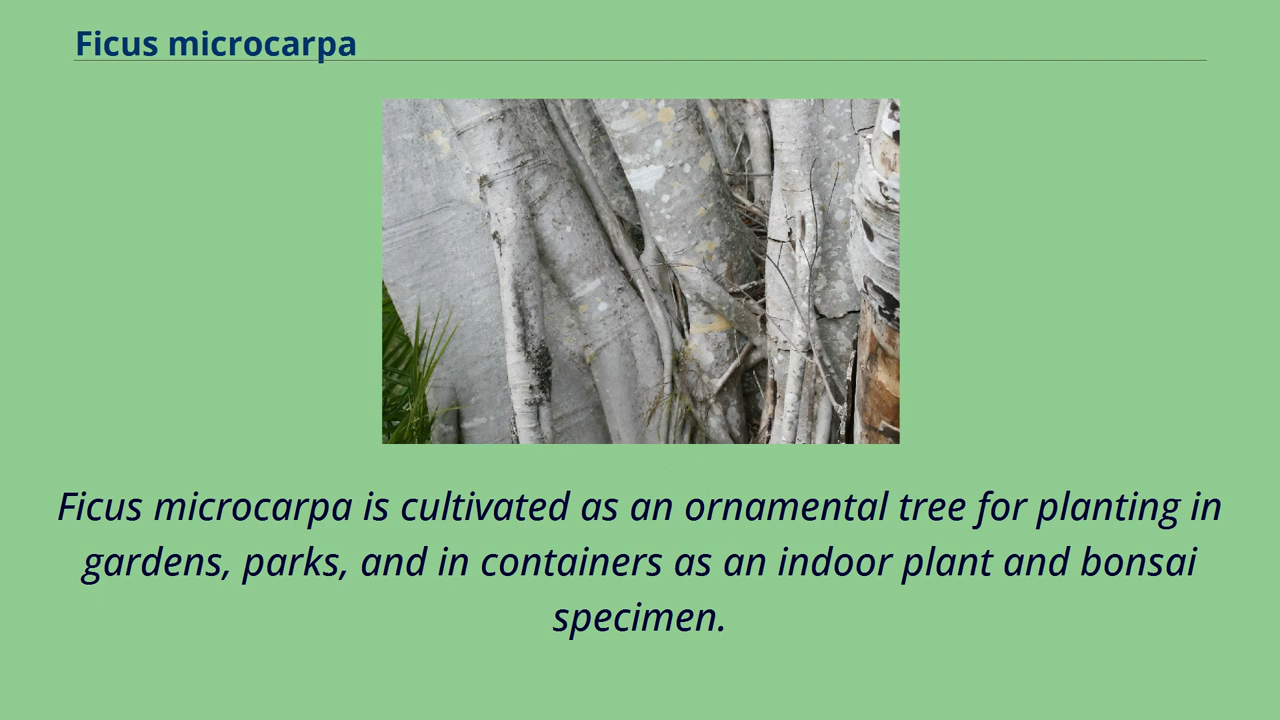 Ficus microcarpa
Ficus microcarpa is cultivated as an ornamental tree for planting in
gardens, parks, and in containers as an indoor plant and bonsai
specimen.